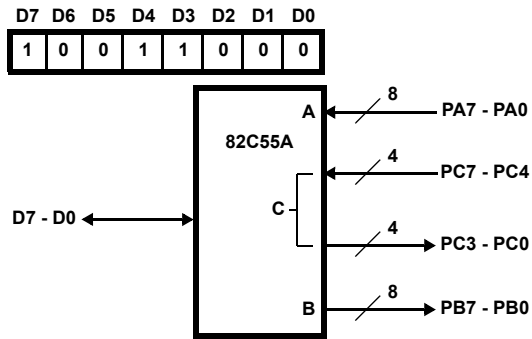 D7 D6 D5 D4 D3 D2 D1 D0
1 0 0 1 1 0 0 0
8
A PA7 - PA0
82C55A
4
PC7 - PC4
C
D7 - D0
4
PC3 - PC0
8
B PB7 - PB0